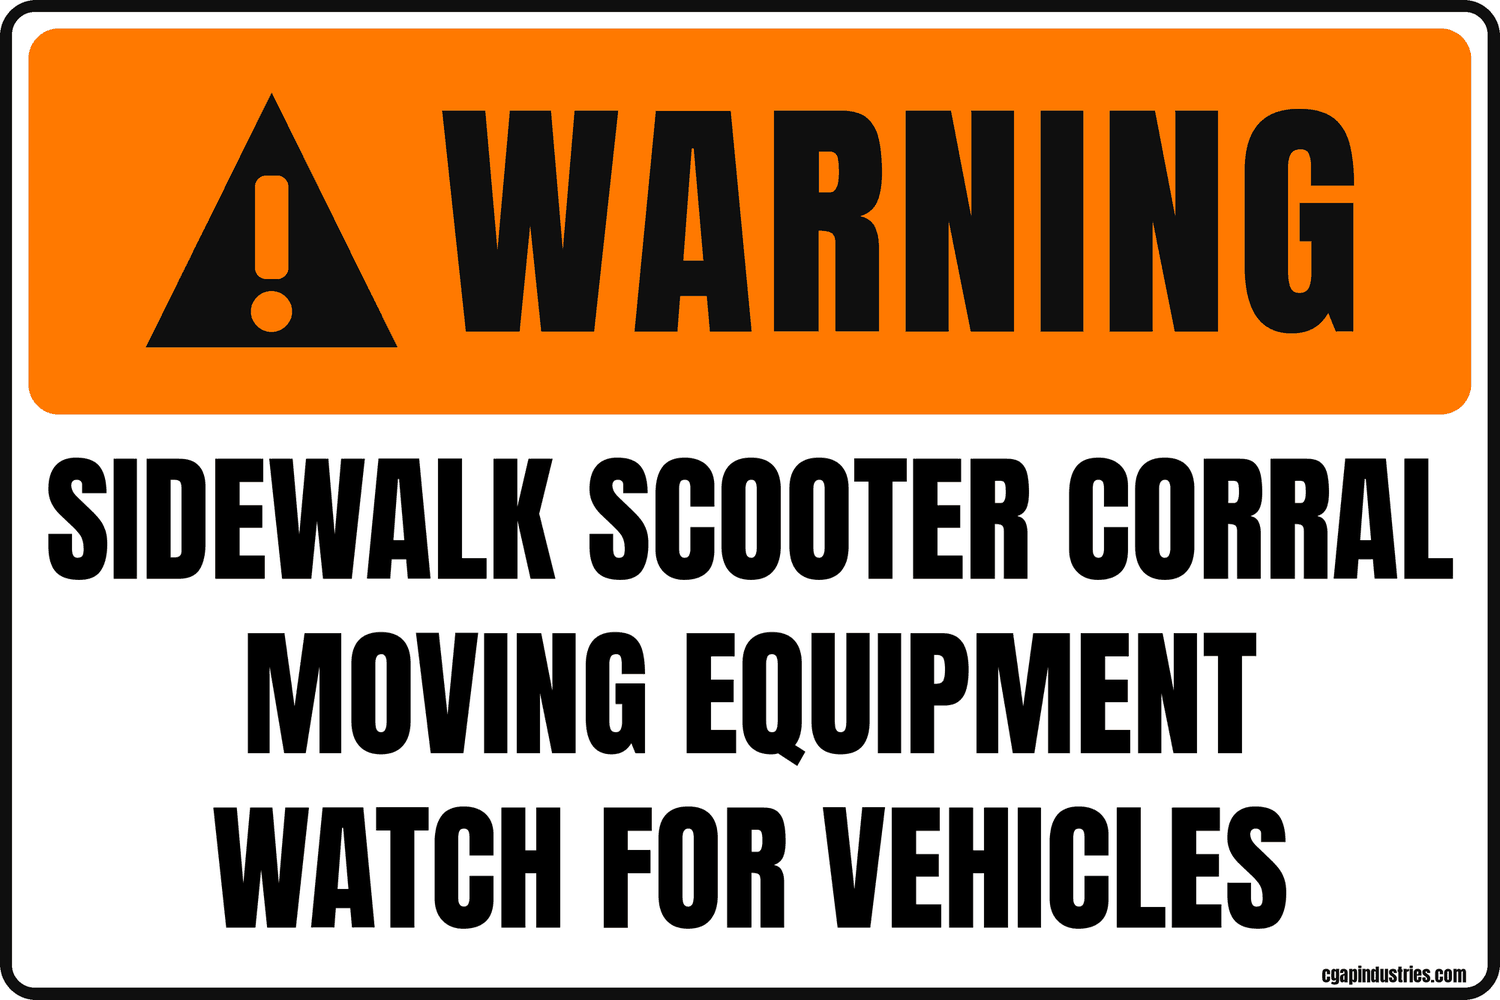 WARNING
SIDEWALK SCOOTER CORRAL
MOVING EQUIPMENT
WATCH FOR VEHICLES
cgapindustries.com